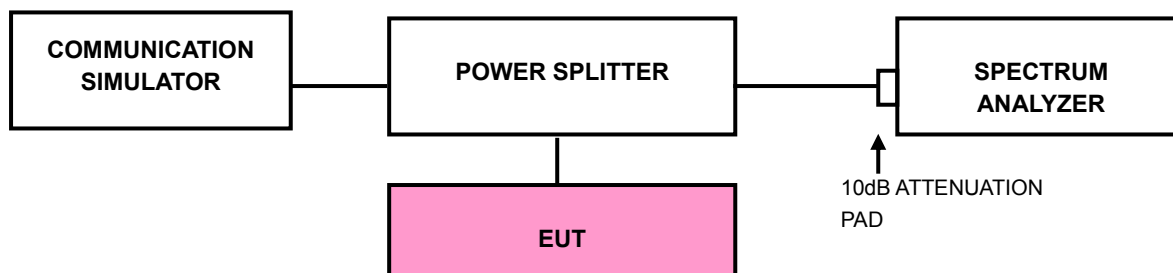 COMMUNICATION
SIMULATOR
POWER SPLITTER
SPECTRUM
ANALYZER
10dB ATTENUATION
PAD
EUT